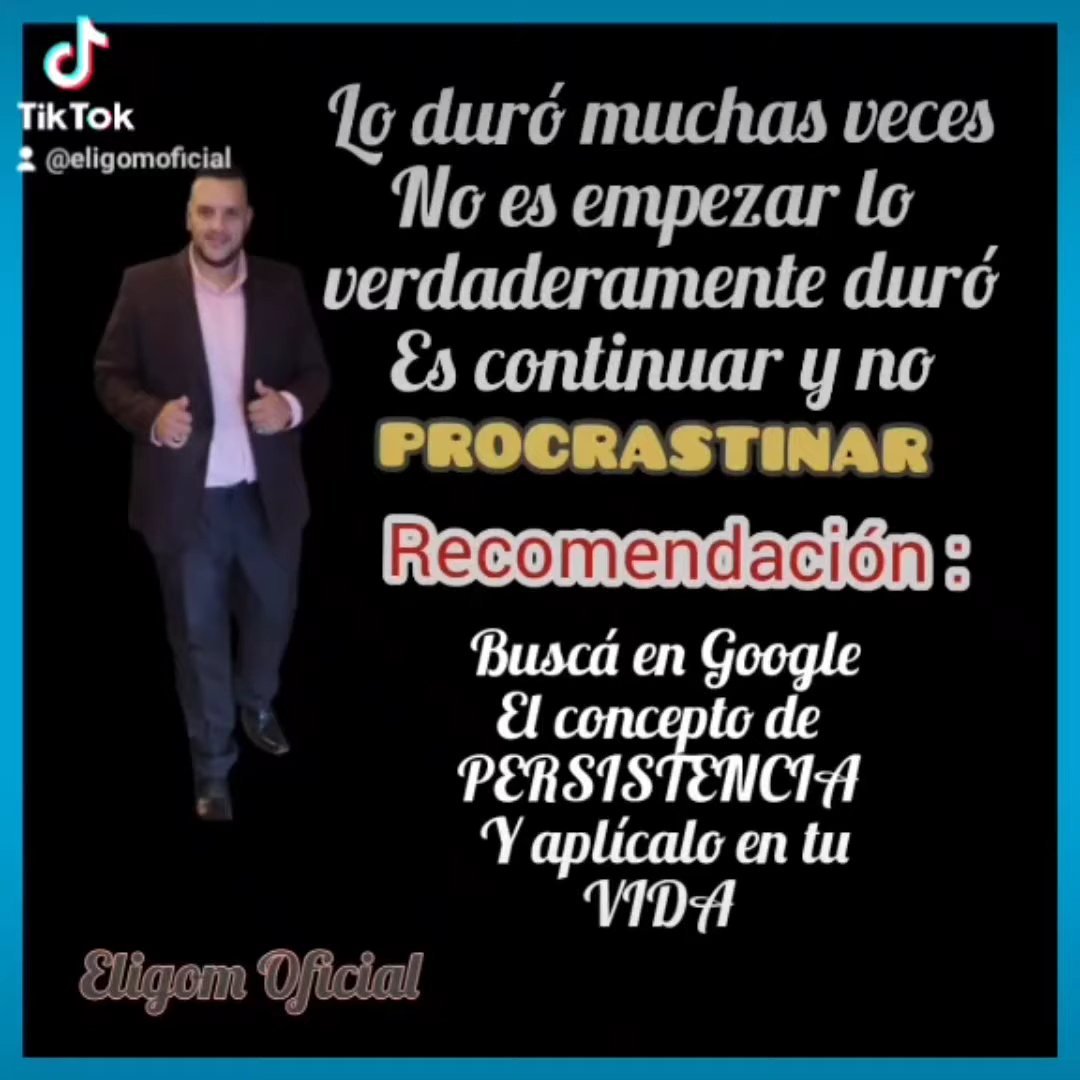 TikTok
@eligomoficial
Lo duró muchas veces
No es empezar lo
verdaderamente duró
Es continuar y no
PROCRASTINAR
Recomendación :
Buscá en Google
El concepto de
PERSISTENCIA
Y aplícalo en tu
VIDA
Eligom Oficial